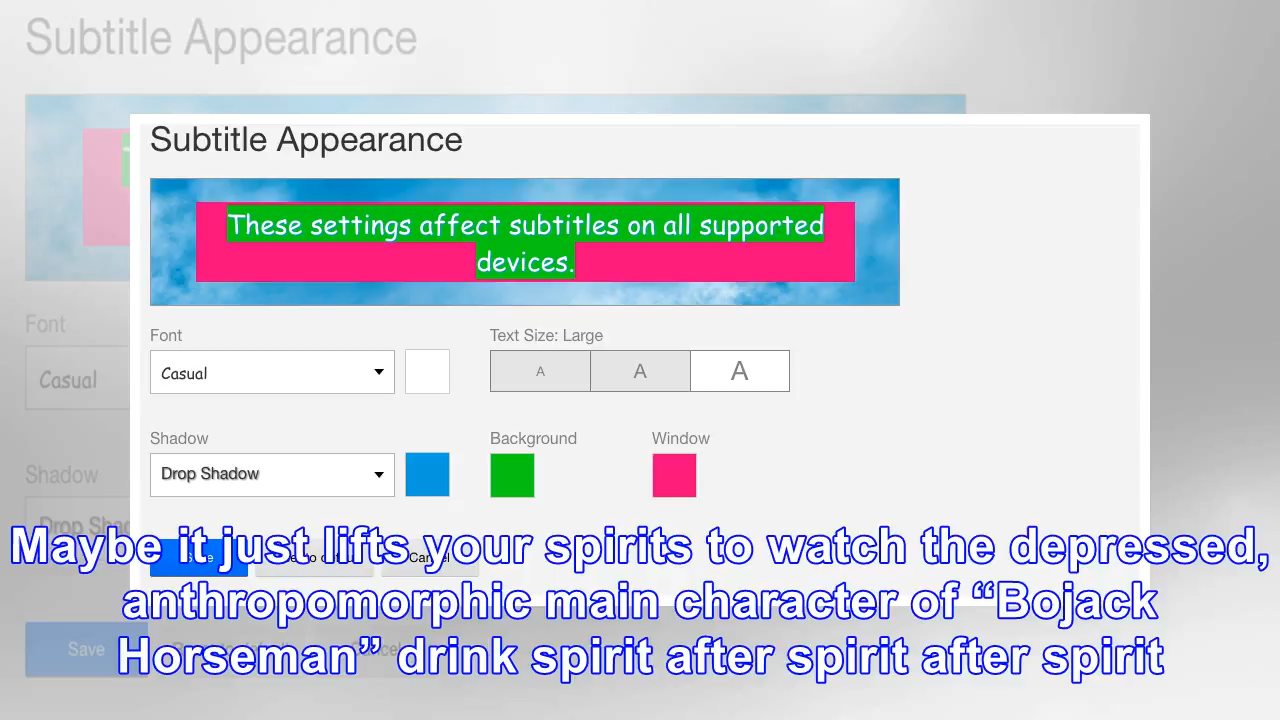 Subtitle Appearance
Subtitle Appearance
These settings affect subtitles on all supported
devices.
Font
Text Size: Large
Font
Casual
A
A
A
Casual
Shadow
Background
Window
Shadow
Drop Shadow
Drop Sha
Maybe it just lifts your spirits to watch the depressed,
anthropomorphic main character of “Bojack
Horseman” drink spirit after spirit after spirit
Save